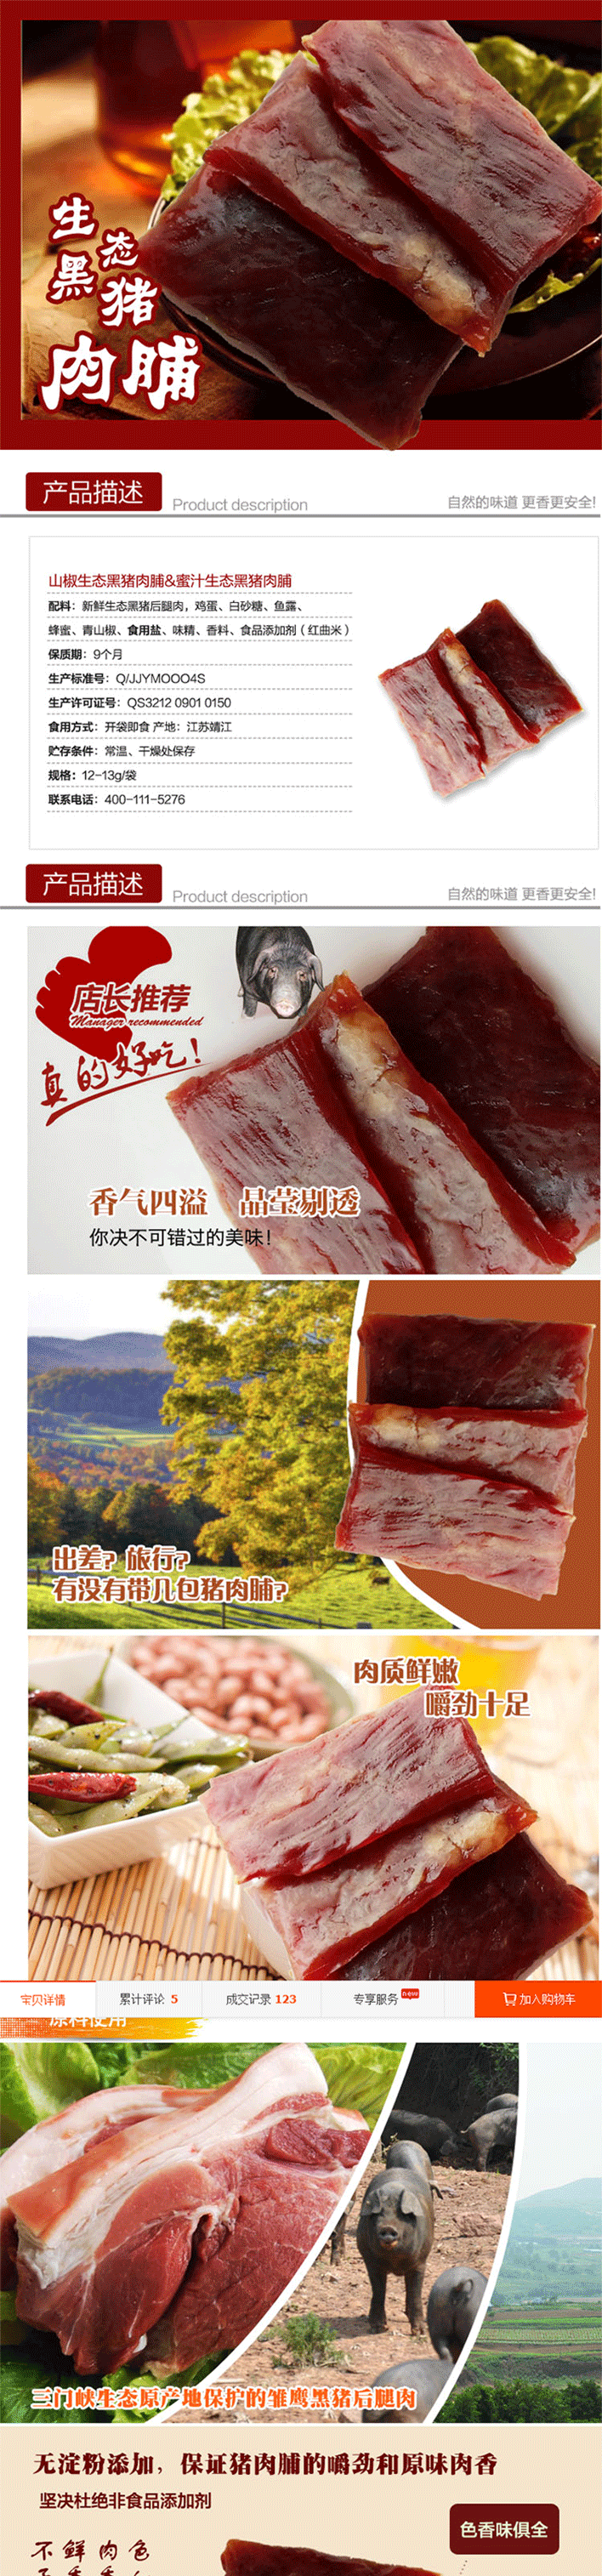 生态
黑猪
肉脯
产品描述
Product description
自然的味道 更香更安全!
山椒生态黑猪肉脯&蜜汁生态黑猪肉脯
配料：新鲜生态黑猪后腿肉，鸡蛋、白砂糖、鱼露、
蜂蜜、青山椒、食用盐、味精、香料、食品添加剂（红曲米）
保质期：9个月
生产标准号：Q/JJYMOOO4S
生产许可证号：QS3212 0901 0150
食用方式：开袋即食 产地：江苏靖江
贮存条件：常温、干燥处保存
规格：12-13g/袋
联系电话：400-111-5276
产品描述
Product description
自然的味道 更香更安全!
店长推荐
Manager recommended
真的好吃!
香气四溢 品莹剔透
你决不可错过的美味!
出差? 旅行?
有没有带几包猪肉脯?
肉质鲜嫩
嚼劲十足
宝贝详情
累计评论 5
成交记录 123
专享服务
加入购物车
原料使用
三门峡生态原产地保护的雏鹰黑猪后腿肉
无淀粉添加，保证猪肉脯的嚼劲和原味肉香
坚决杜绝非食品添加剂
色香味俱全
不鲜肉色